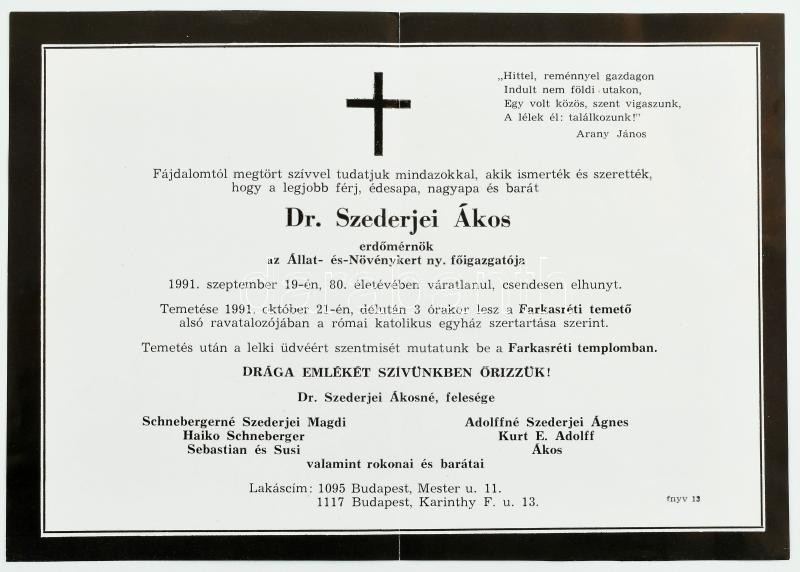 „Hittel, reménnyel gazdagon
Indult nem földi utakon,
Egy volt közös, szent vigaszunk,
A lélek él: találkozunk!"
Arany János
Fájdalomtól megtört szívvel tudatjuk mindazokkal, akik ismerték és szerették,
hogy a legjobb férj, édesapa, nagyapa és barát
Dr. Szederjei Ákos
erdőmérnök
az Állat- és-Növénykert ny. főigazgatója
1991. szeptember 19-én, 80. életévében váratlanul, csendesen elhunyt.
Temetése 1991. október 21-én, délután 3 órakor lesz a Farkasréti temető
alsó ravatalozójában a római katolikus egyház szertartása szerint.
Temetés után a lelki üdvéért szentmisét mutatunk be a Farkasréti templomban.
DRÁGA EMLÉKÉT SZÍVÜNKBEN ŐRIZZÜK!
Dr. Szederjei Ákosné, felesége
Schnebergerné Szederjei Magdi
Haiko Schneberger
Sebastian és Susi
Adolffné Szederjei Ágnes
Kurt E. Adolff
Ákos
valamint rokonai és barátai
Lakáscím: 1095 Budapest, Mester u. 11.
1117 Budapest, Karinthy F. u. 13.
fnyv 13